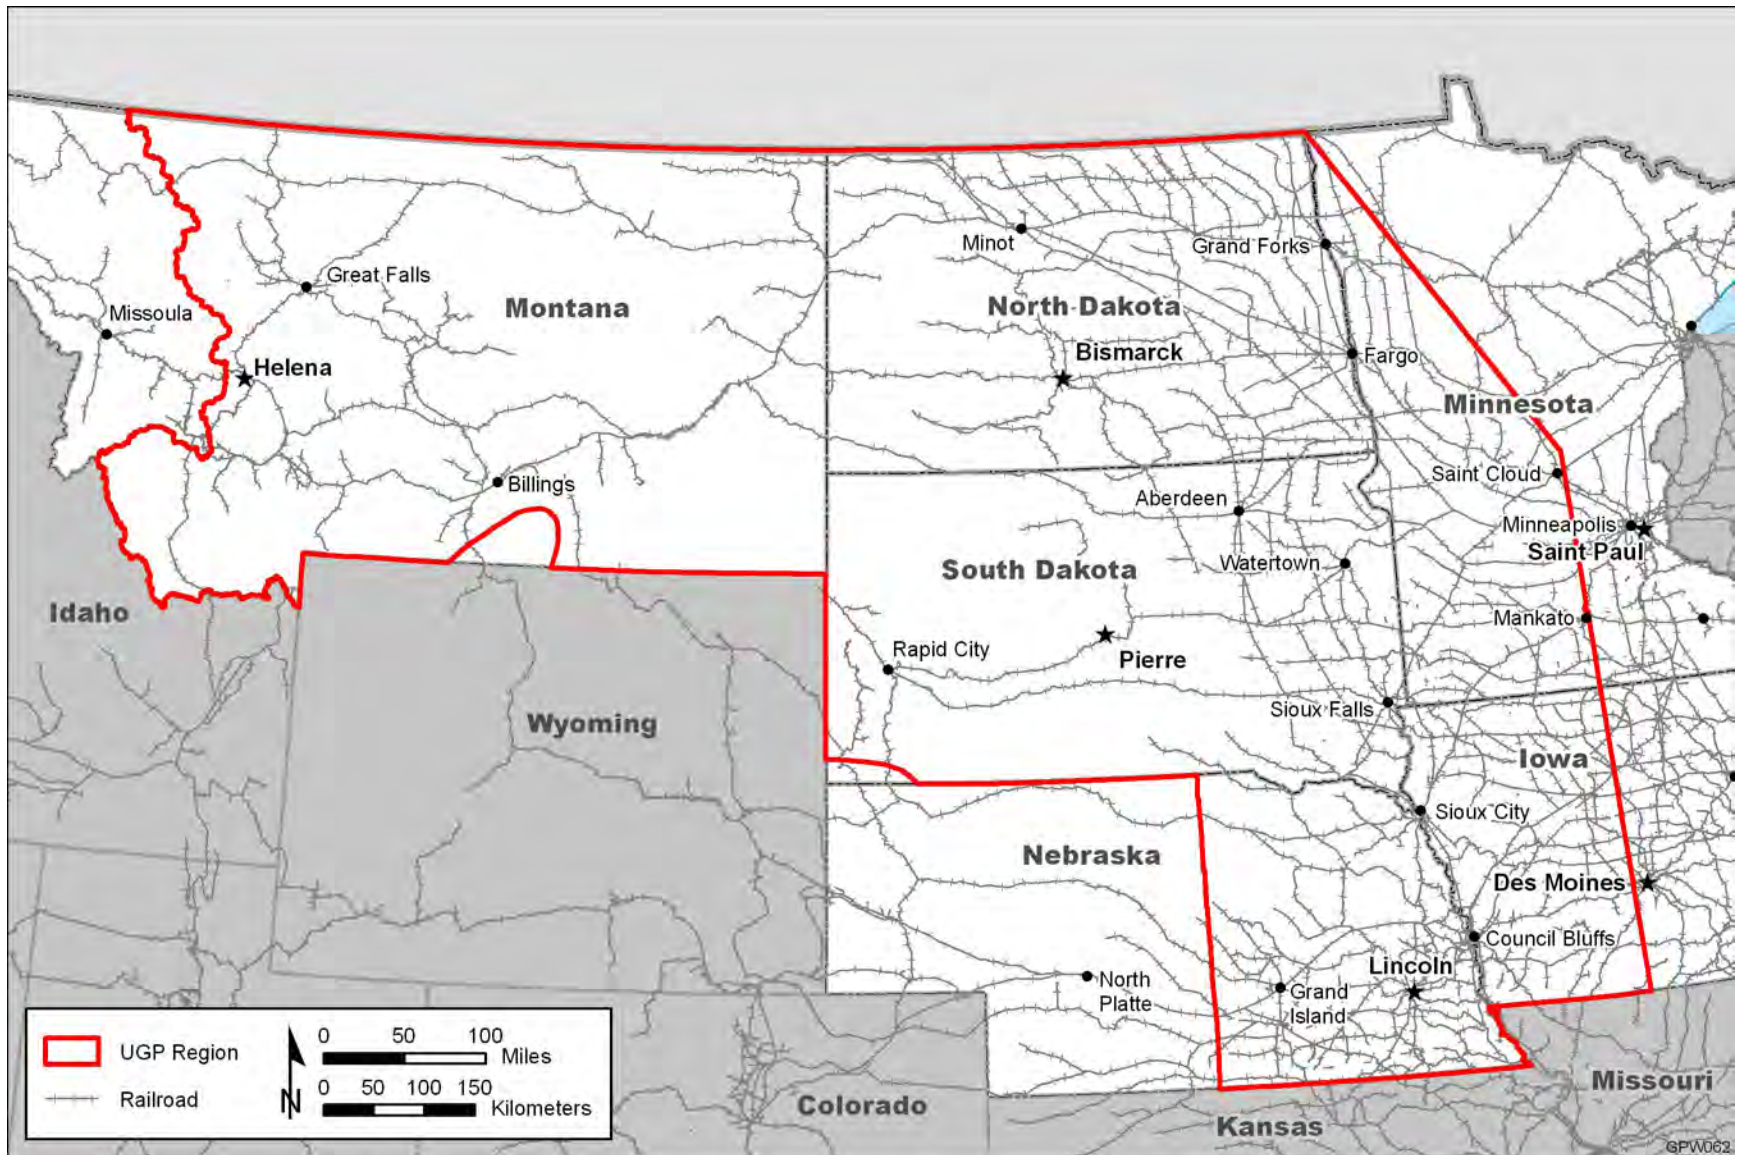 Minot
Grand Forks
Great Falls
Montana
North Dakota
Missoula
Bismarck
Fargo
Helena
Minnesota
Saint Cloud
Billings
Aberdeen
Minneapolis
Saint Paul
South Dakota
Watertown
Idaho
Mankato
Rapid City
Pierre
Sioux Falls
Wyoming
Iowa
Sioux City
Nebraska
Des Moines
Council Bluffs
Lincoln
North
Platte
Grand
Island
UGP Region
Railroad
N
0 50 100
Miles
0 50 100 150
Kilometers
Colorado
Missouri
Kansas
GPW062